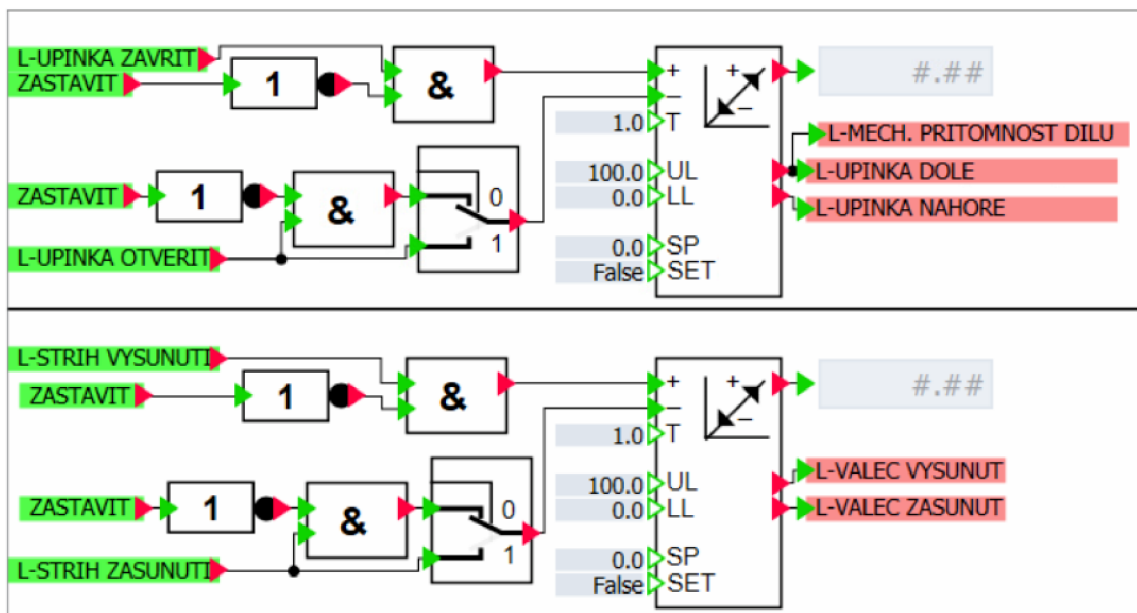 L-UPINKA ZAVRIT
ZASTAVIT
1
&
+
−
1.0 T
100.0 UL
0.0 LL
0.0 SP
False SET
+
−
#.##
L-MECH. PRITOMNOST DILU
L-UPINKA DOLE
L-UPINKA NAHORE
ZASTAVIT
1
&
0
1
L-UPINKA OTVERIT
L-STRIH VYSUNUTI
ZASTAVIT
1
&
+
−
1.0 T
100.0 UL
0.0 LL
0.0 SP
False SET
+
−
#.##
L-VALEC VYSUNUT
L-VALEC ZASUNUT
ZASTAVIT
1
&
0
1
L-STRIH ZASUNUTI